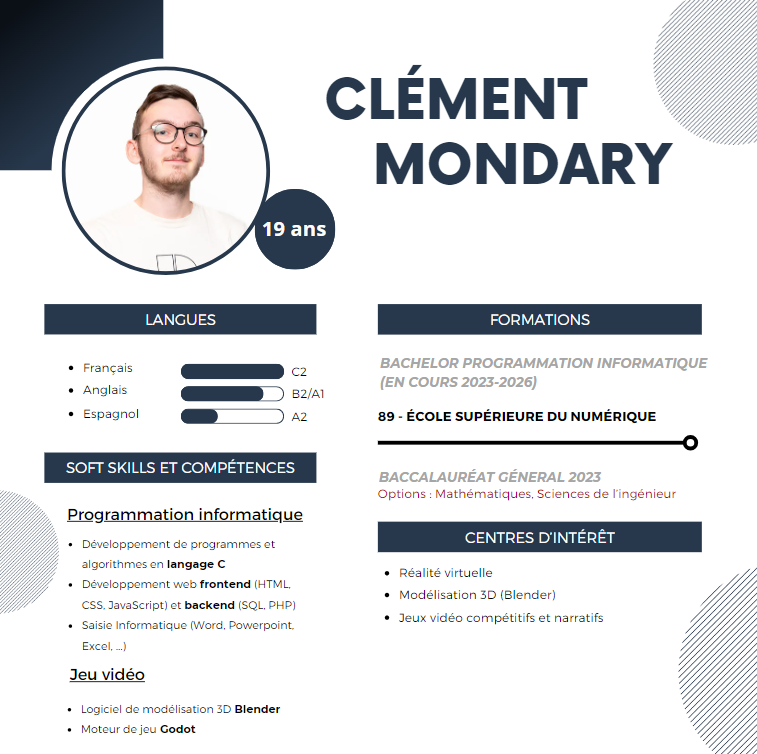 CLÉMENT
MONDARY
19 ans
LANGUES
Français
C2
Anglais
B2/A1
Espagnol
A2
SOFT SKILLS ET COMPÉTENCES
Programmation informatique
Développement de programmes et
algorithmes en langage C
Développement web frontend (HTML,
CSS, JavaScript) et backend (SQL, PHP)
Saisie Informatique (Word, Powerpoint,
Excel, ...)
Jeu vidéo
Logiciel de modélisation 3D Blender
Moteur de jeu Godot
FORMATIONS
BACHELOR PROGRAMMATION INFORMATIQUE
(EN COURS 2023-2026)
89 - ÉCOLE SUPÉRIEURE DU NUMÉRIQUE
BACCALAURÉAT GÉNERAL 2023
Options : Mathématiques, Sciences de l'ingénieur
CENTRES D'INTÉRÊT
Réalité virtuelle
Modélisation 3D (Blender)
Jeux vidéo compétitifs et narratifs